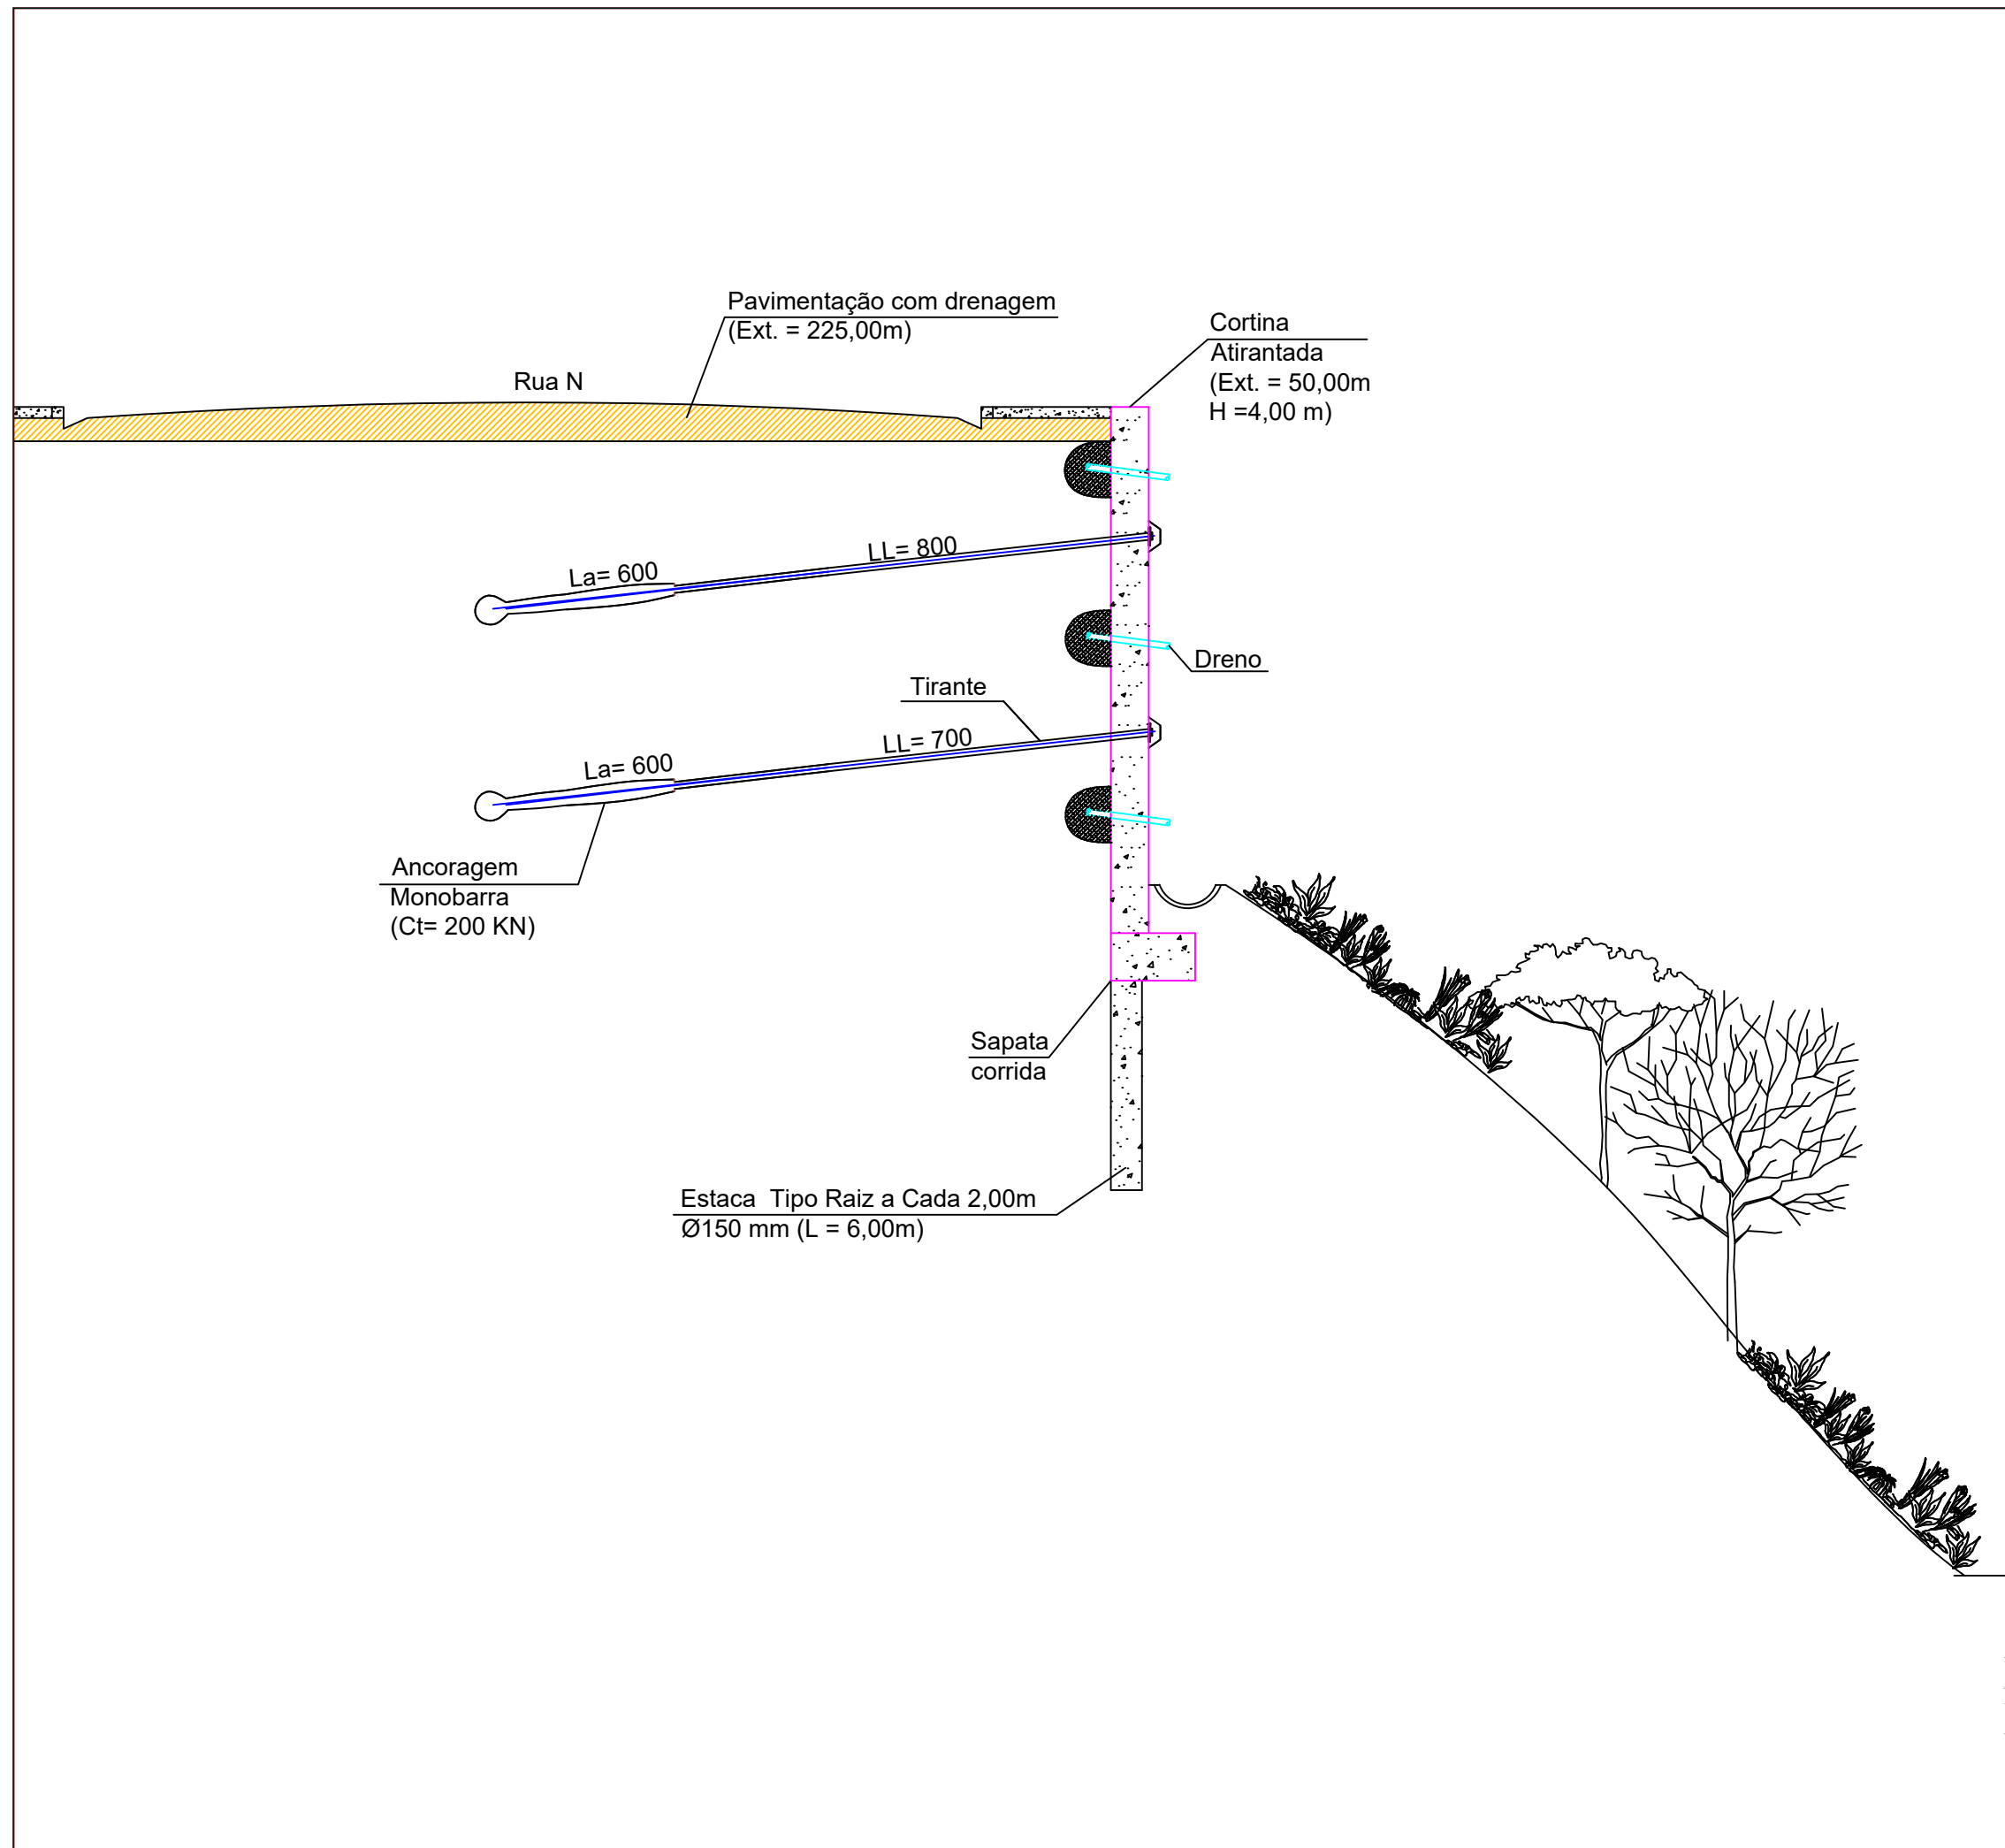 Pavimentação com drenagem
(Ext. = 225,00m)
Cortina
Atirantada
(Ext. = 50,00m
H =4,00 m)
Rua N
LL= 800
La= 600
Dreno
Tirante
LL= 700
La= 600
Ancoragem
Monobarra
(Ct= 200 KN)
Sapata
corrida
Estaca  Tipo Raiz a Cada 2,00m
Ø150 mm (L = 6,00m)